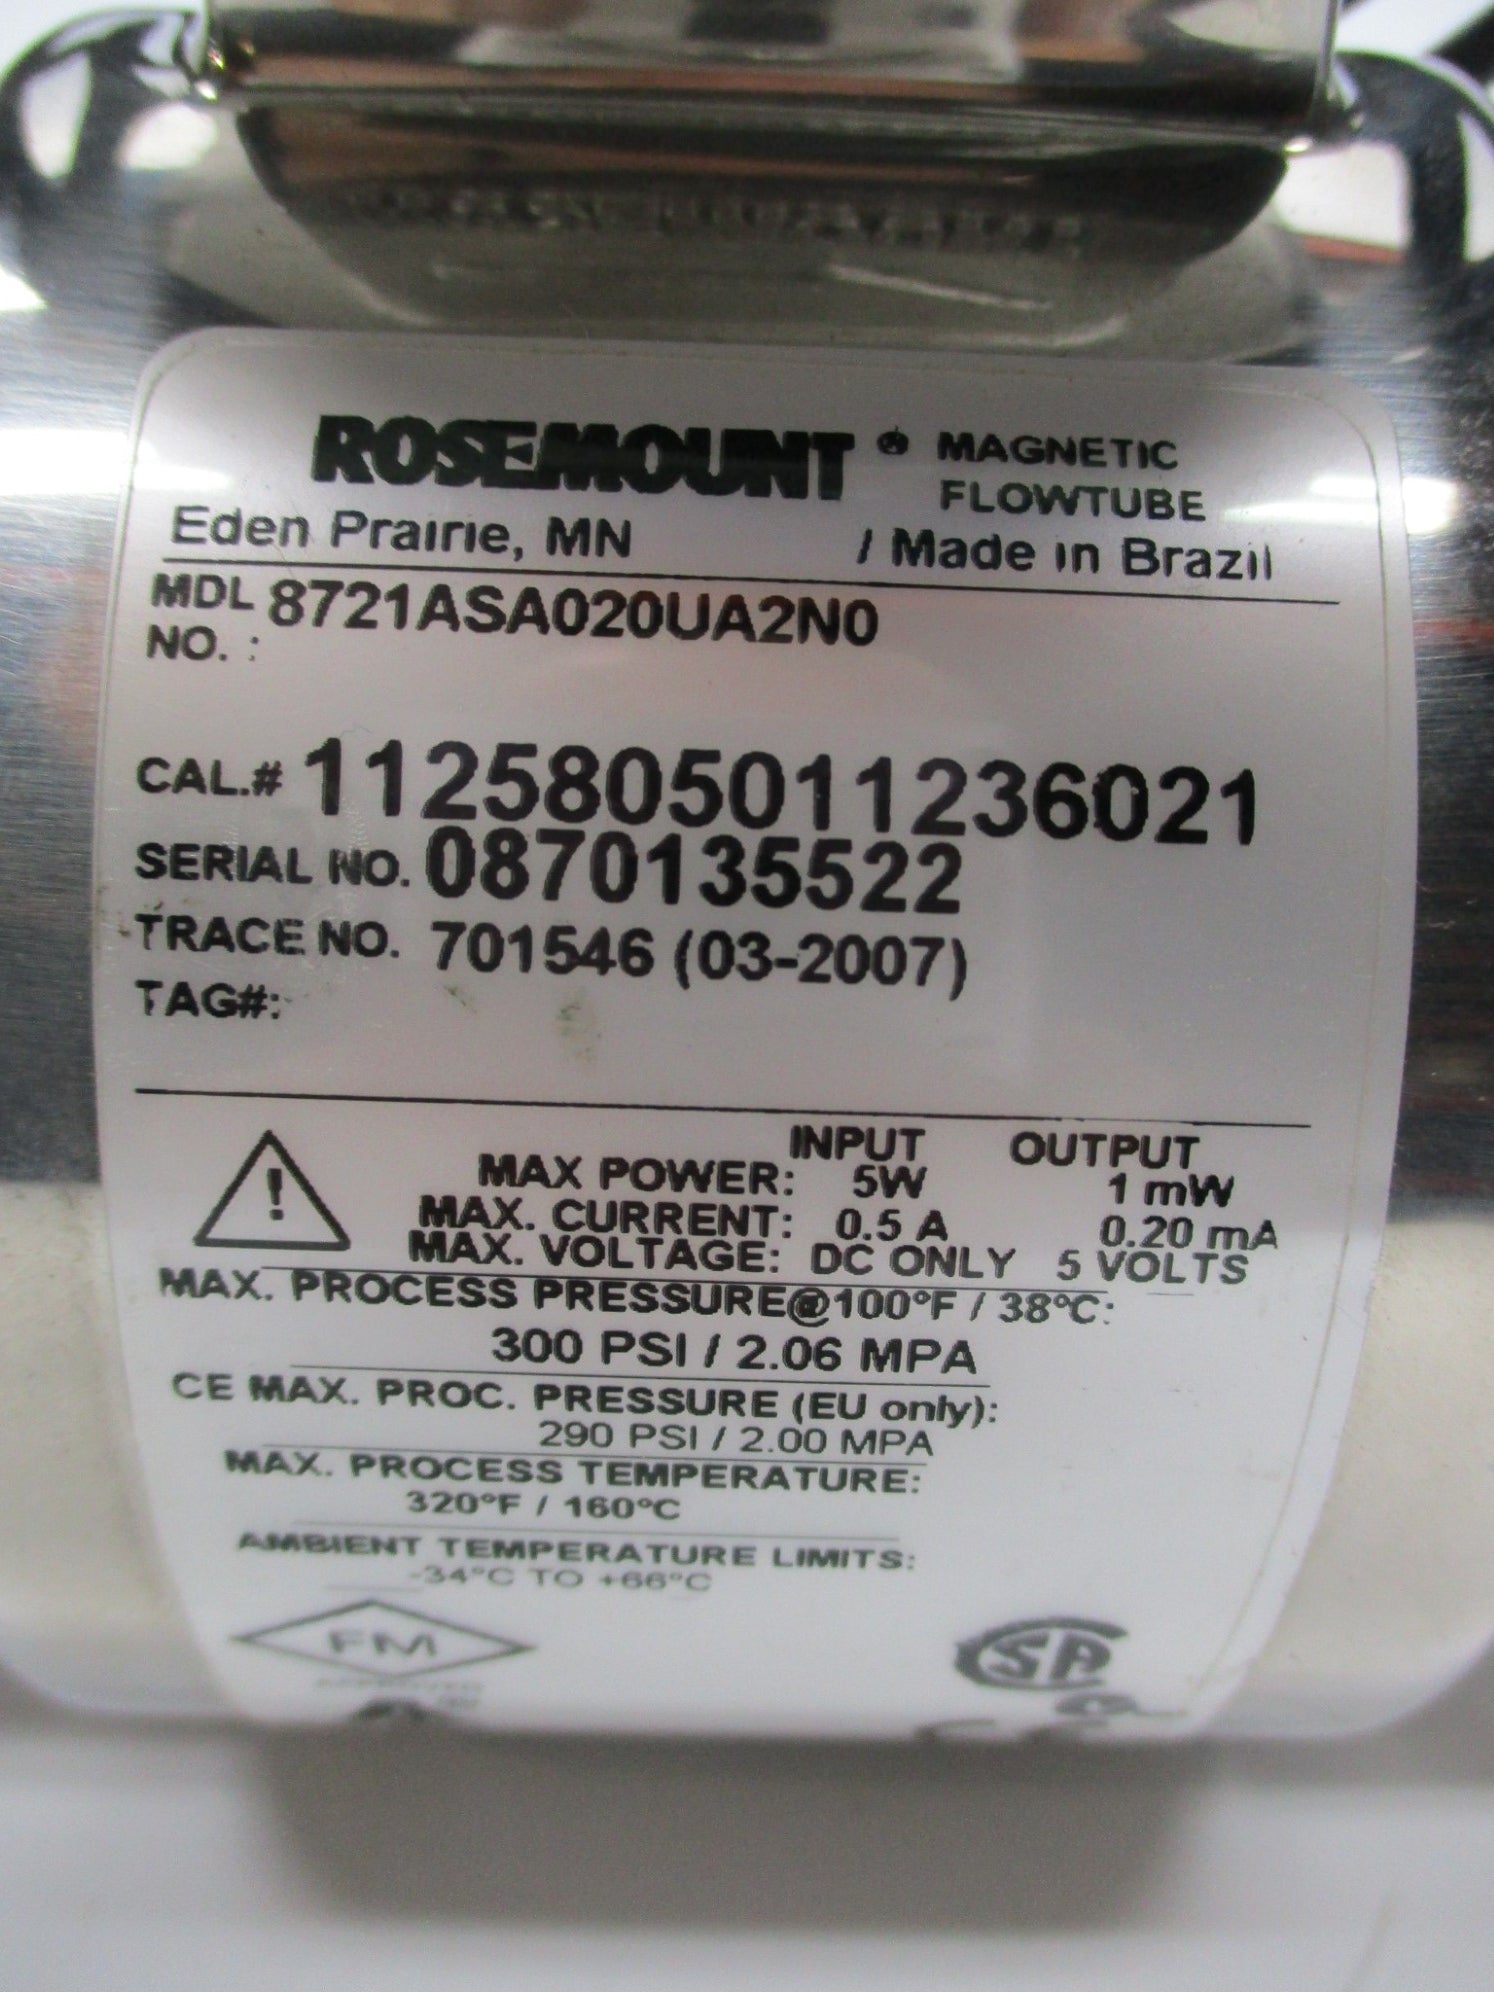 ROSEMOUNT ® MAGNETIC
FLOWTUBE
Eden Prairie, MN / Made in Brazil
MDL 8721ASA020UA2N0
NO. :
CAL.# 1125805011236021
SERIAL NO. 0870135522
TRACE NO. 701546 (03-2007)
TAG#:
INPUT OUTPUT
MAX POWER: 5W 1 mW
MAX. CURRENT: 0.5 A 0.20 mA
MAX. VOLTAGE: DC ONLY 5 VOLTS
MAX. PROCESS PRESSURE@100°F / 38°C:
300 PSI / 2.06 MPA
CE MAX. PROC. PRESSURE (EU only):
290 PSI / 2.00 MPA
MAX. PROCESS TEMPERATURE:
320°F / 160°C
AMBIENT TEMPERATURE LIMITS:
-34°C TO +66°C
FM
APPROVED
SA